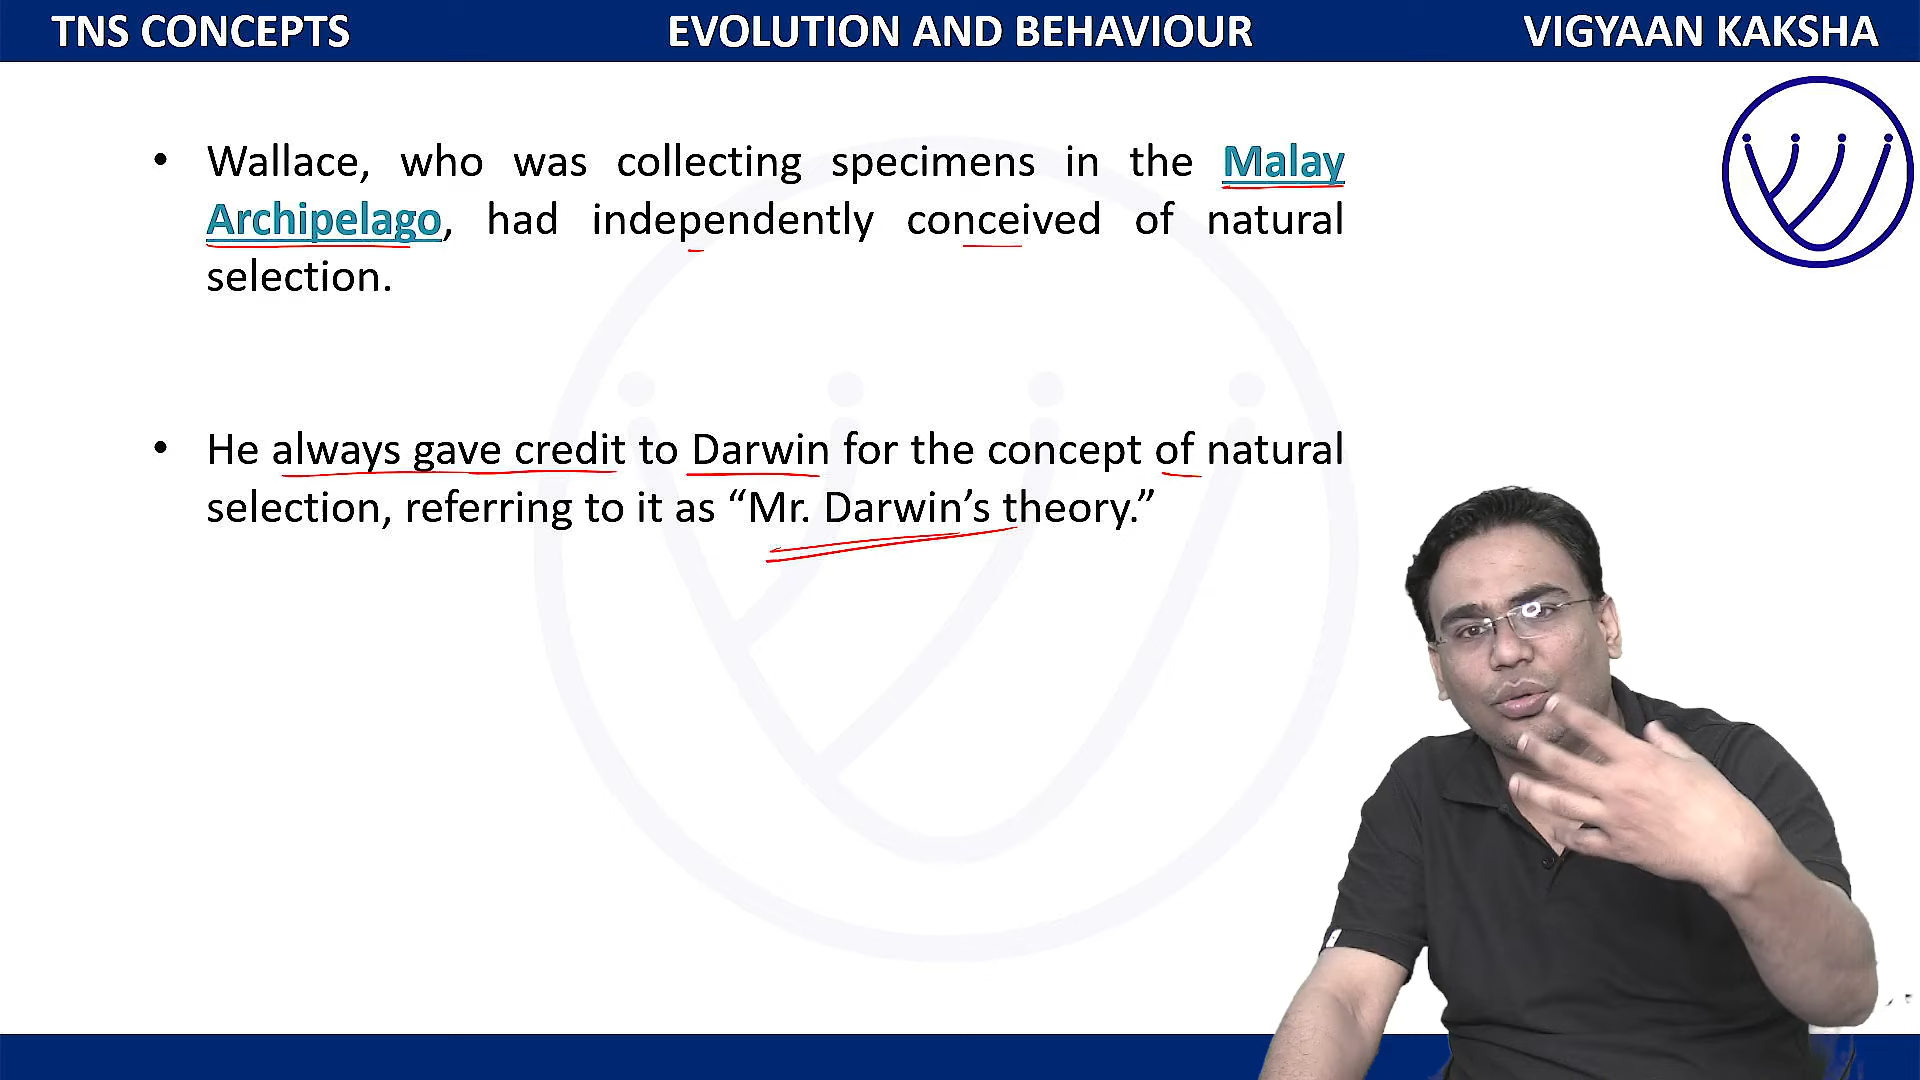 TNS CONCEPTS
EVOLUTION AND BEHAVIOUR
VIGYAAN KAKSHA
• Wallace, who was collecting specimens in the Malay
Archipelago, had independently conceived of natural
selection.
• He always gave credit to Darwin for the concept of natural
selection, referring to it as “Mr. Darwin’s theory.”